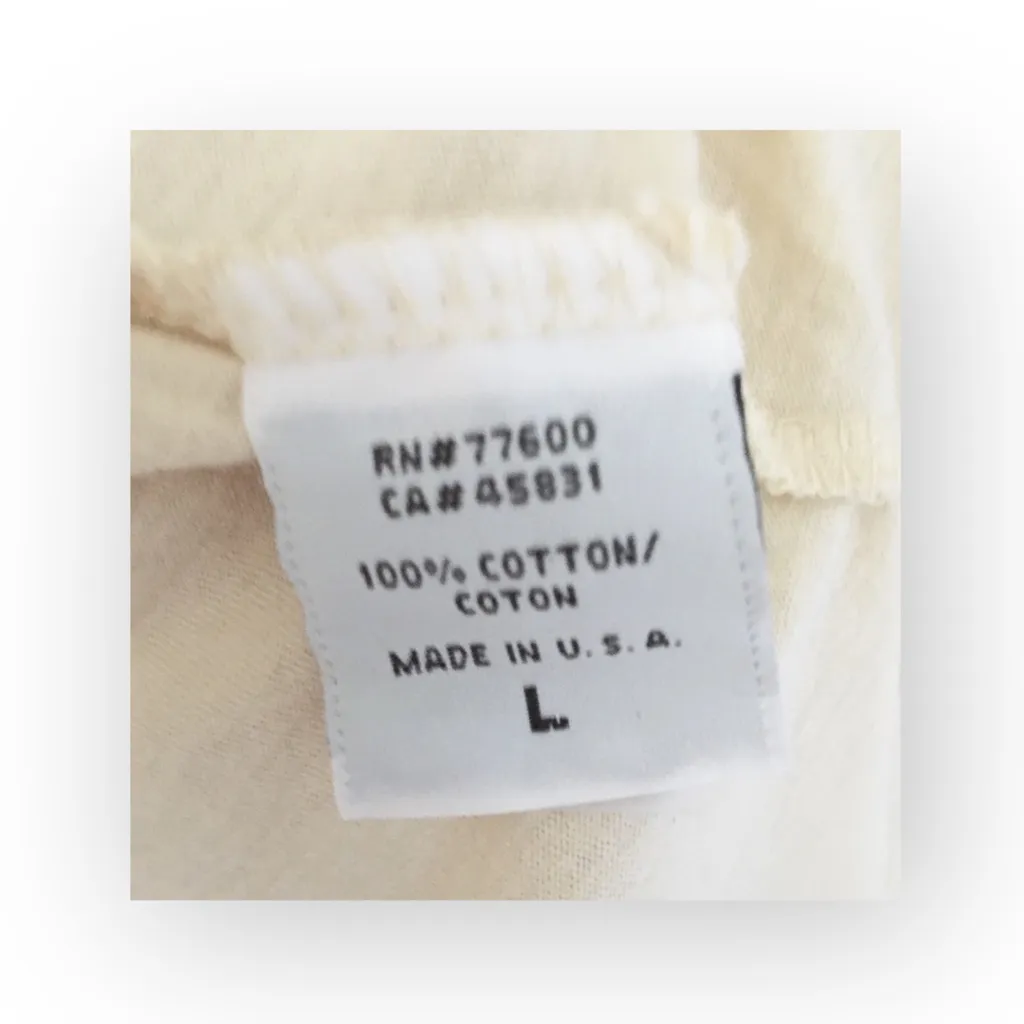 RN#77600
CA#45831
100% COTTON/
COTON
MADE IN U.S.A.
L